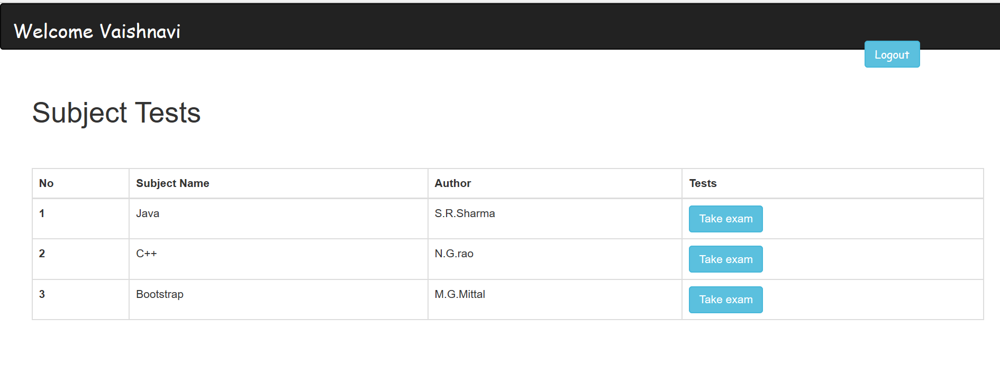 Welcome Vaishnavi
Logout
Subject Tests
No Subject Name Author Tests
1 Java S.R.Sharma Take exam
2 C++ N.G.rao Take exam
3 Bootstrap M.G.Mittal Take exam